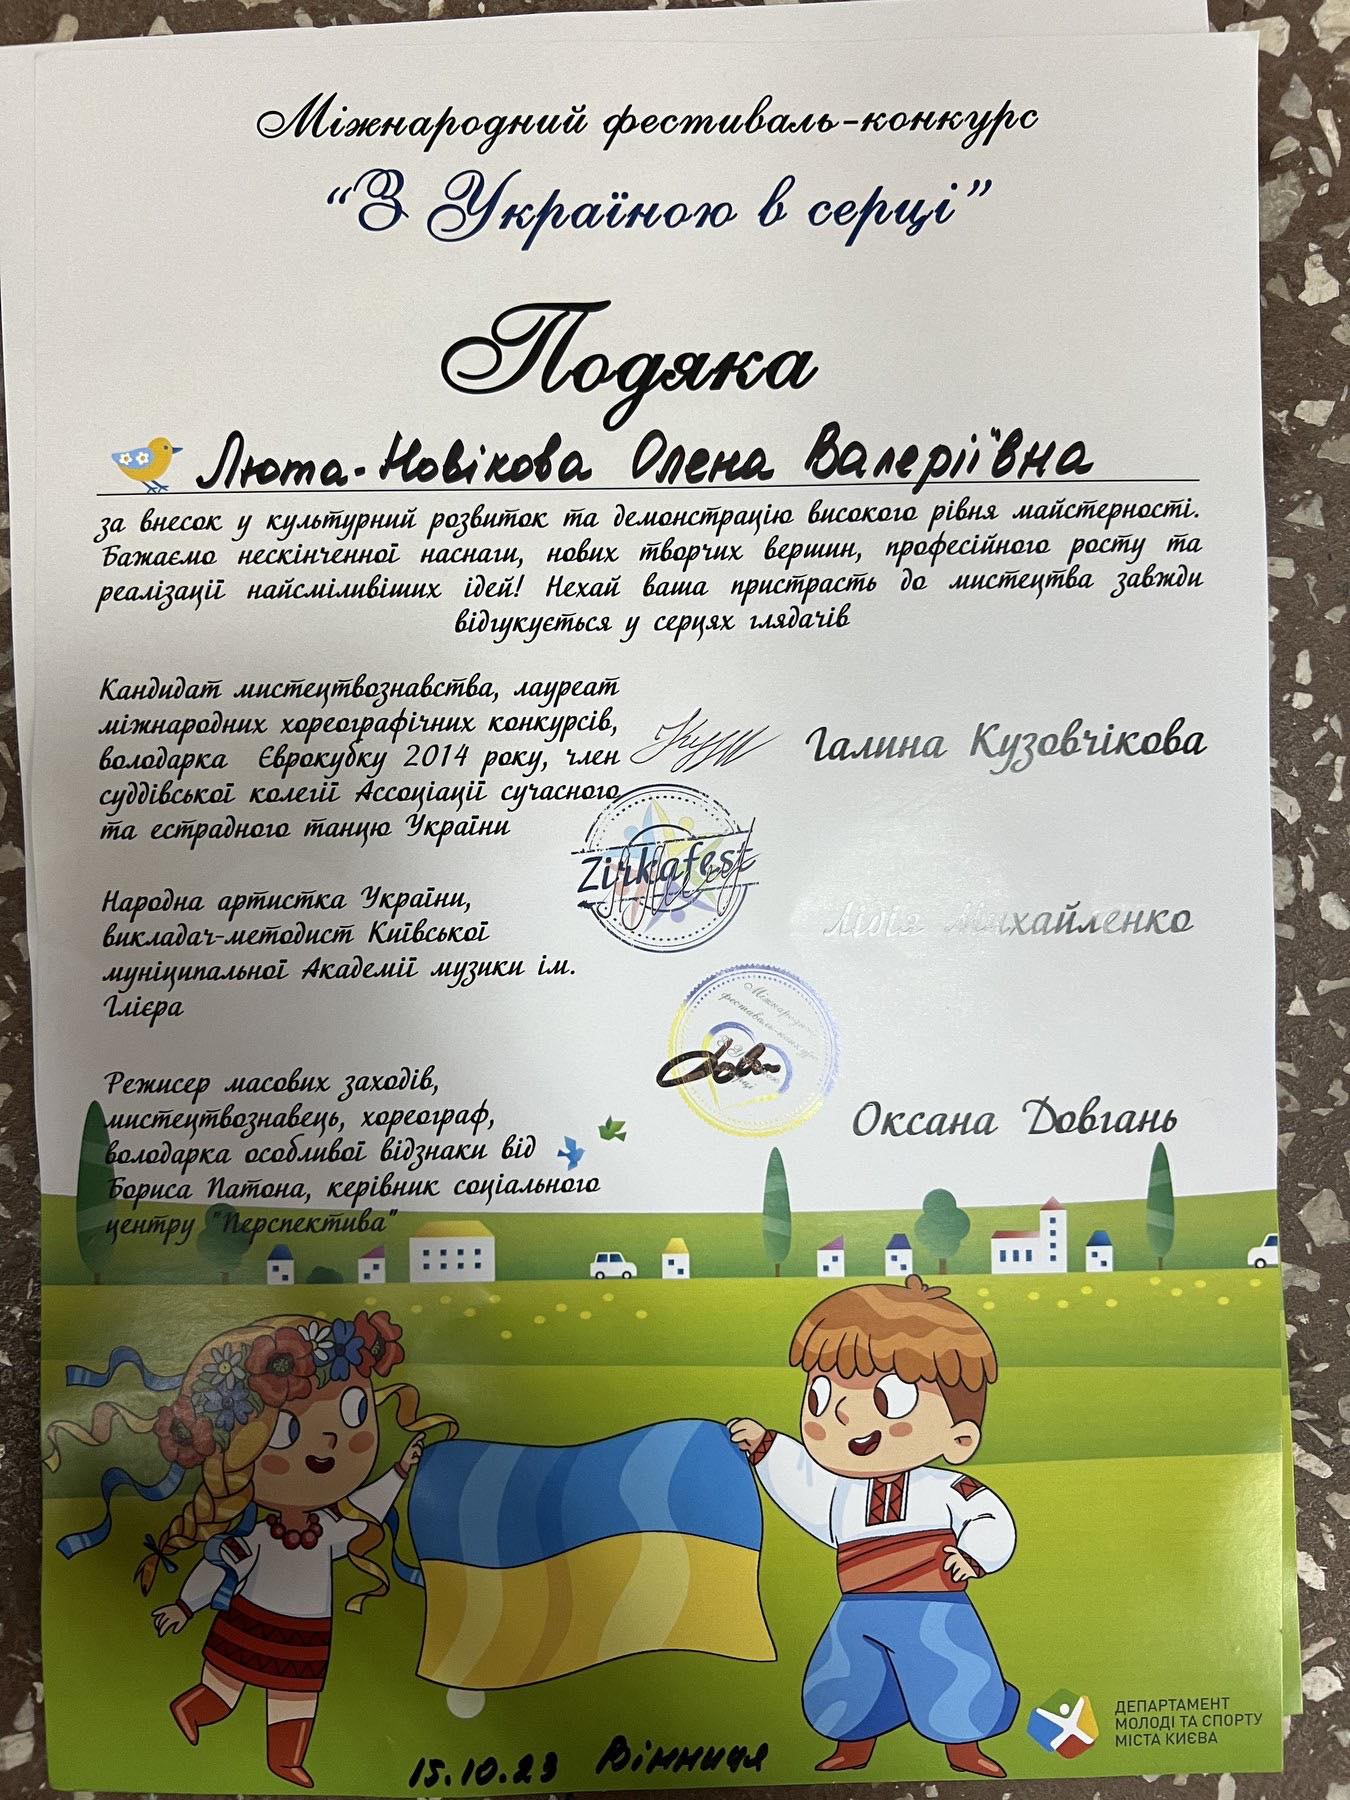 Міжнародний фестиваль-конкурс
“З Україною в серці”
Подяка
Люта-Новікова Олена Валеріївна
за внесок у культурний розвиток та демонстрацію високого рівня майстерності.
Бажаємо нескінченної наснаги, нових творчих вершин, професійного росту та
реалізації найсміливіших ідей! Нехай ваша пристрасть до мистецтва завжди
відгукується у серцях глядачів
Кандидат мистецтвознавства, лауреат
міжнародних хореографічних конкурсів,
володарка Єврокубку 2014 року, член
суддівської колегії Ассоціації сучасного
та естрадного танцю України
Галина Кузовчікова
Zirkafest
Народна артистка України,
викладач-методист Київської
муніципальної Академії музики ім.
Глієра
Лідія Михайленко
Міжнародний
фестиваль-конкурс
Режисер масових заходів,
мистецтвознавець, хореограф,
володарка особливої відзнаки від
Бориса Патона, керівник соціального
центру "Перспектива"
Оксана Довгань
ДЕПАРТАМЕНТ
МОЛОДІ ТА СПОРТУ
МІСТА КИЄВА
15.10.23 Вінниця